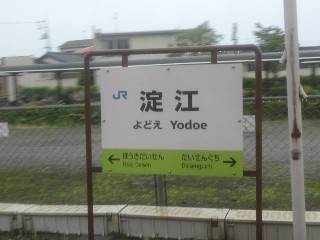 JR 淀江
よどえ Yodoe
← ほうきだいせん だいせんぐち →
Hōki-Daisen Daisenguchi